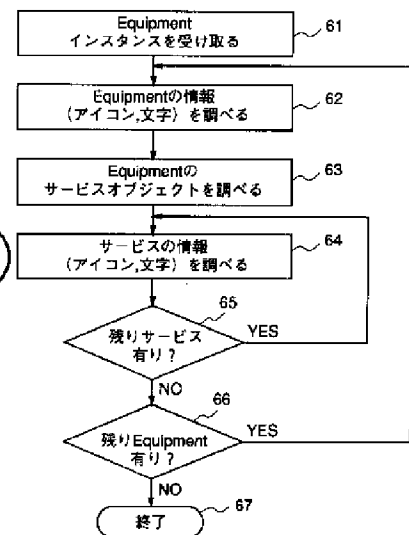 Equipment
インスタンスを受け取る
61
Equipmentの情報
(アイコン,文字) を調べる
62
Equipmentの
サービスオブジェクトを調べる
63
サービスの情報
(アイコン,文字) を調べる
64
65
残りサービス
有り?
YES
NO
66
残りEquipment
有り?
YES
NO
67
終了